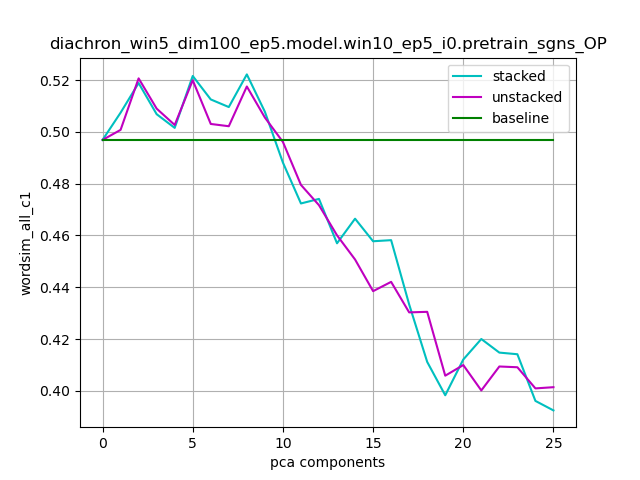 diachron_win5_dim100_ep5.model.win10_ep5_i0.pretrain_sgns_OP
stacked
unstacked
baseline
0.52
0.50
0.48
0.46
0.44
0.42
0.40
wordsim_all_c1
0 5 10 15 20 25
pca components